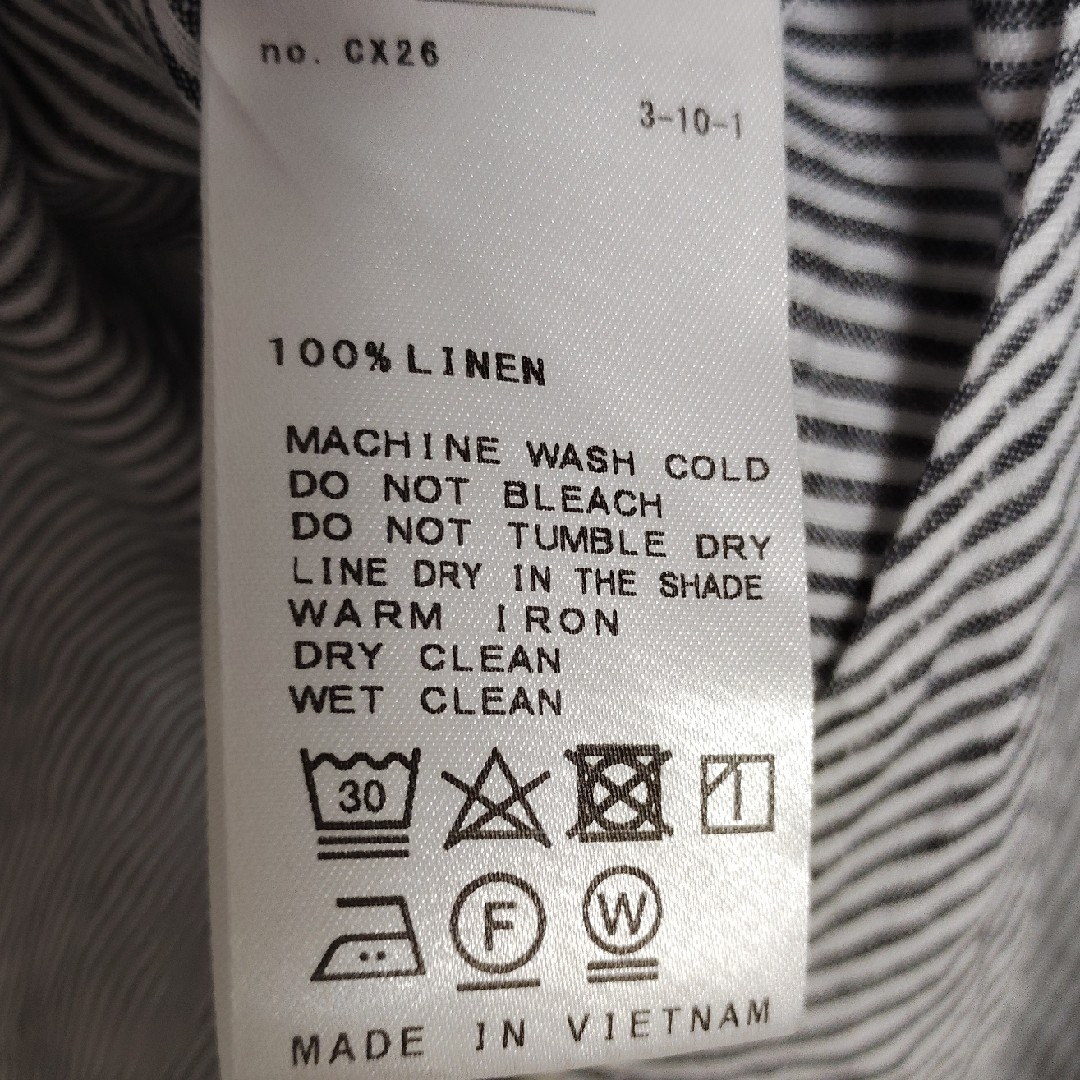 no. CX26
3-10-1
100% LINEN
MACHINE WASH COLD
DO NOT BLEACH
DO NOT TUMBLE DRY
LINE DRY IN THE SHADE
WARM IRON
DRY CLEAN
WET CLEAN
30
F W
MADE IN VIETNAM